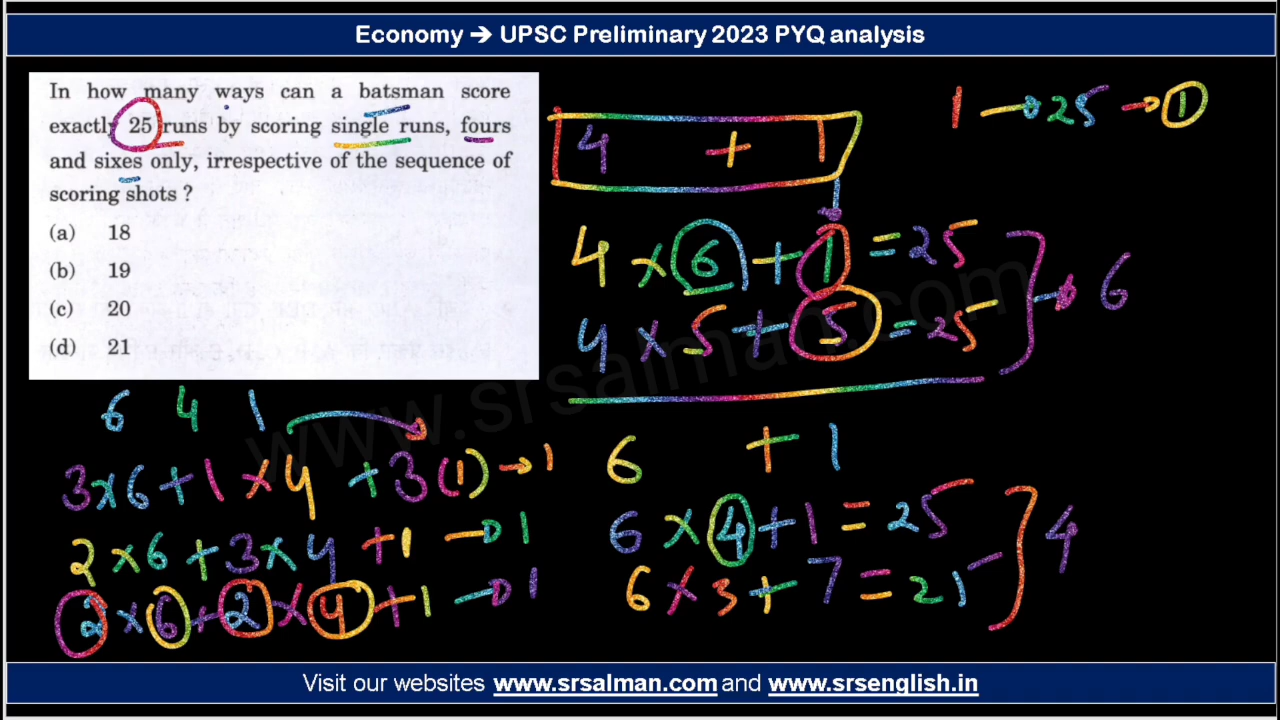 Economy → UPSC Preliminary 2023 PYQ analysis
In how many ways can a batsman score
exactly 25 runs by scoring single runs, fours
and sixes only, irrespective of the sequence of
scoring shots ?
(a) 18
(b) 19
(c) 20
(d) 21
1 → 25 → 1
4 + 1
4 × 6 + 1 = 25
4 × 5 + 5 = 25
→ 6
6 4 1
3×6+1×4 +3(1) → 1
2×6+3×4 +1 → 1
2×6+2×4+1 → 1
6 + 1
6 × 4 + 1 = 25
6 × 3 + 7 = 21
4
www.srsalman.com
Visit our websites www.srsalman.com and www.srsenglish.in